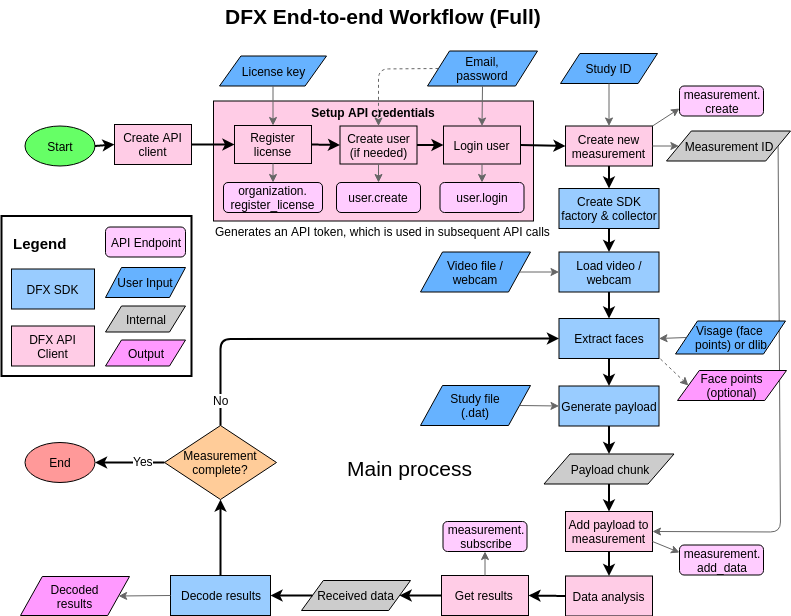 DFX End-to-end Workflow (Full)
License key
Email,
password
Study ID
measurement.
create
Setup API credentials
Start
Create API
client
Register
license
Create user
(if needed)
Login user
Create new
measurement
Measurement ID
organization.
register_license
user.create
user.login
Create SDK
factory & collector
Generates an API token, which is used in subsequent API calls
Legend
API Endpoint
DFX SDK
User Input
Internal
DFX API
Client
Output
Video file /
webcam
Load video /
webcam
Extract faces
Visage (face
points) or dlib
Face points
(optional)
No
Study file
(.dat)
Generate payload
End
Yes
Measurement
complete?
Main process
Payload chunk
measurement.
subscribe
Add payload to
measurement
measurement.
add_data
Decoded
results
Decode results
Received data
Get results
Data analysis